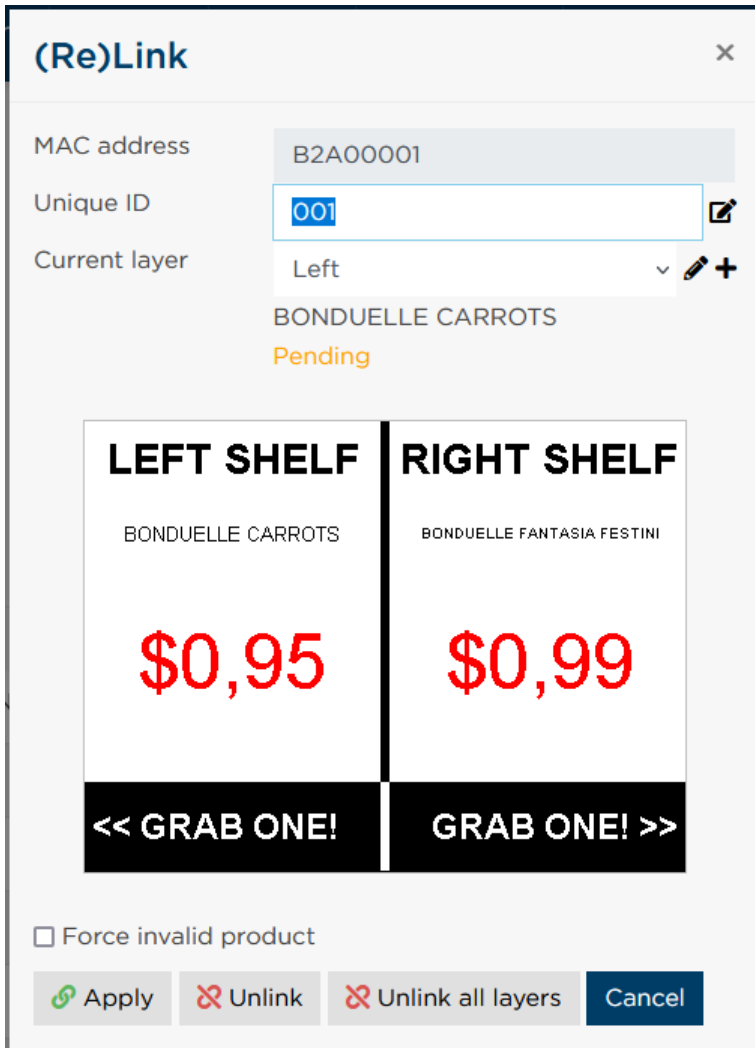 (Re)Link ×
MAC address B2A00001
Unique ID 001
Current layer Left
BONDUELLE CARROTS
Pending
LEFT SHELF RIGHT SHELF
BONDUELLE CARROTS BONDUELLE FANTASIA FESTINI
$0,95 $0,99
<< GRAB ONE! GRAB ONE! >>
Force invalid product
Apply Unlink Unlink all layers Cancel